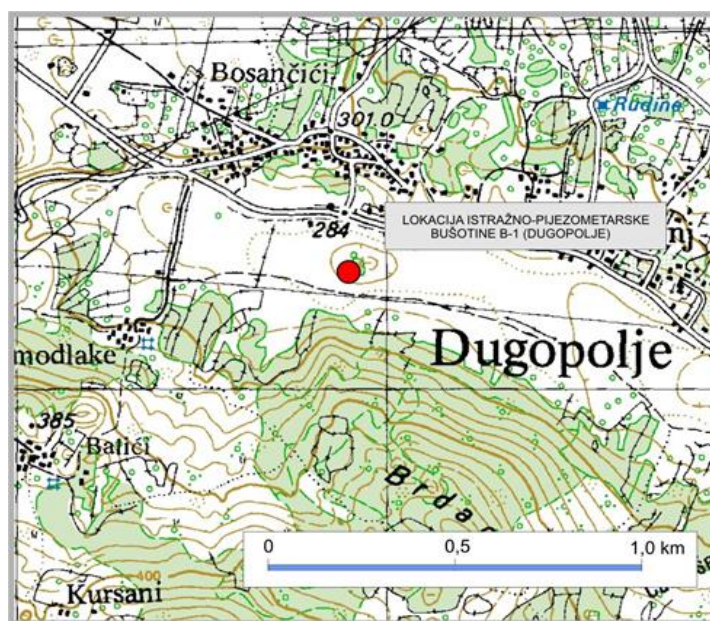 Bosančići
301.0
Rudine
LOKACIJA ISTRAŽNO-PIJEZOMETARSKE
BUŠOTINE B-1 (DUGOPOLJE)
284
nj
modlake
Dugopolje
385
Balići
0
0,5
1,0 km
400
Kursani